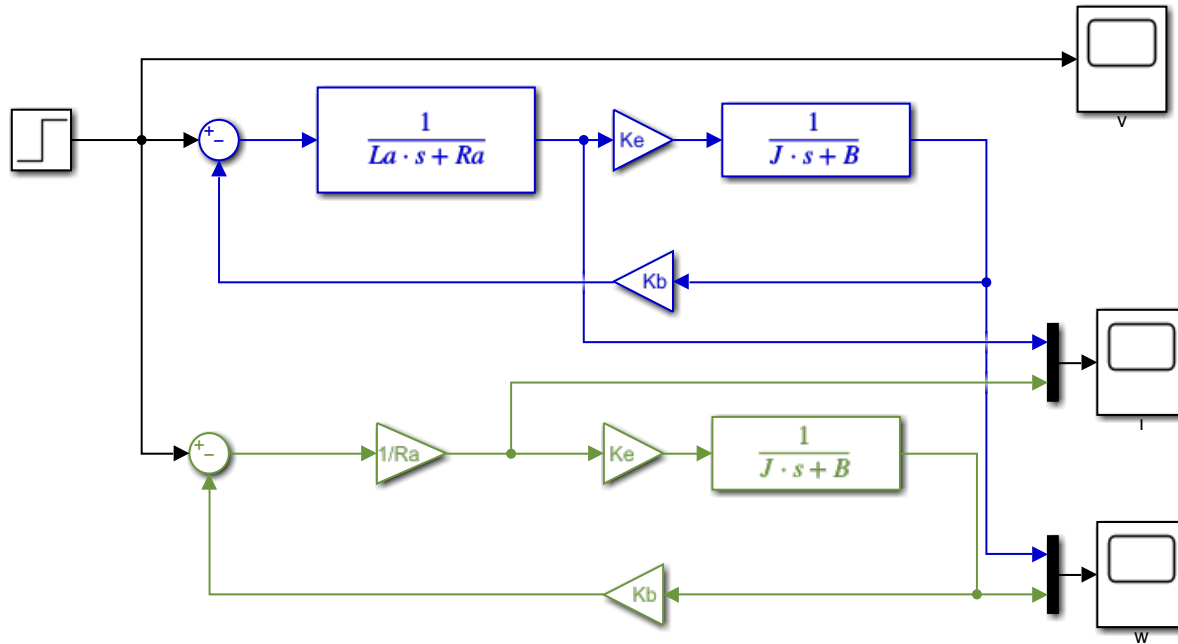 V
+
−
1
La · s + Ra
Ke
1
J · s + B
Kb
I
+
−
1/Ra
Ke
1
J · s + B
Kb
W